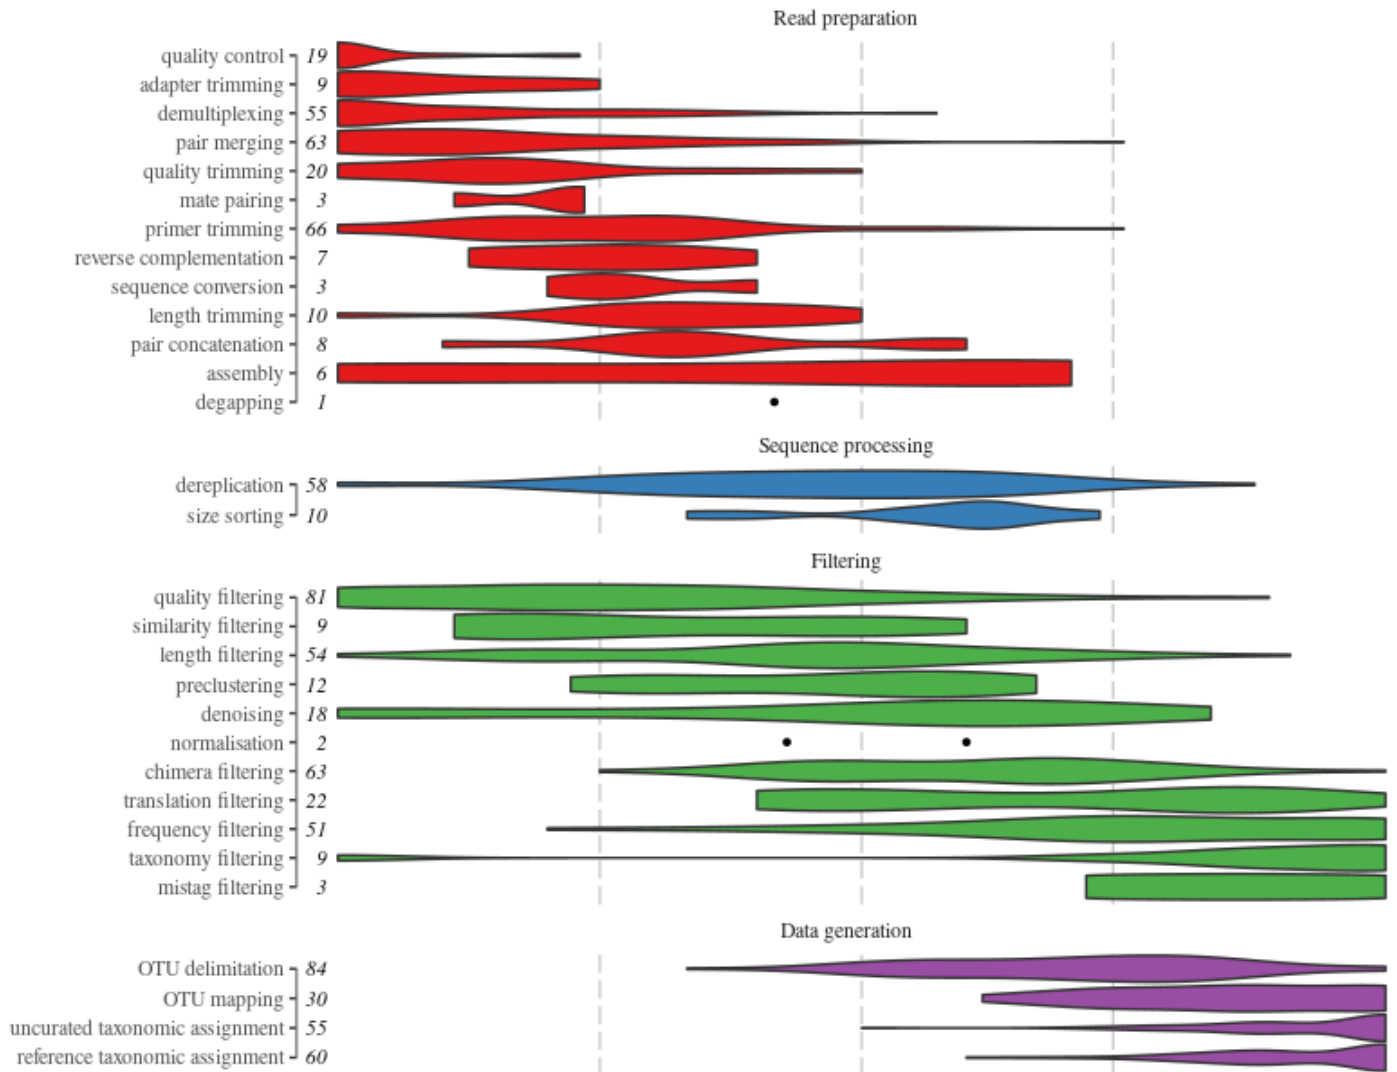 Read preparation
quality control 19
adapter trimming 9
demultiplexing 55
pair merging 63
quality trimming 20
mate pairing 3
primer trimming 66
reverse complementation 7
sequence conversion 3
length trimming 10
pair concatenation 8
assembly 6
degapping 1
Sequence processing
dereplication 58
size sorting 10
Filtering
quality filtering 81
similarity filtering 9
length filtering 54
preclustering 12
denoising 18
normalisation 2
chimera filtering 63
translation filtering 22
frequency filtering 51
taxonomy filtering 9
mistag filtering 3
Data generation
OTU delimitation 84
OTU mapping 30
uncurated taxonomic assignment 55
reference taxonomic assignment 60